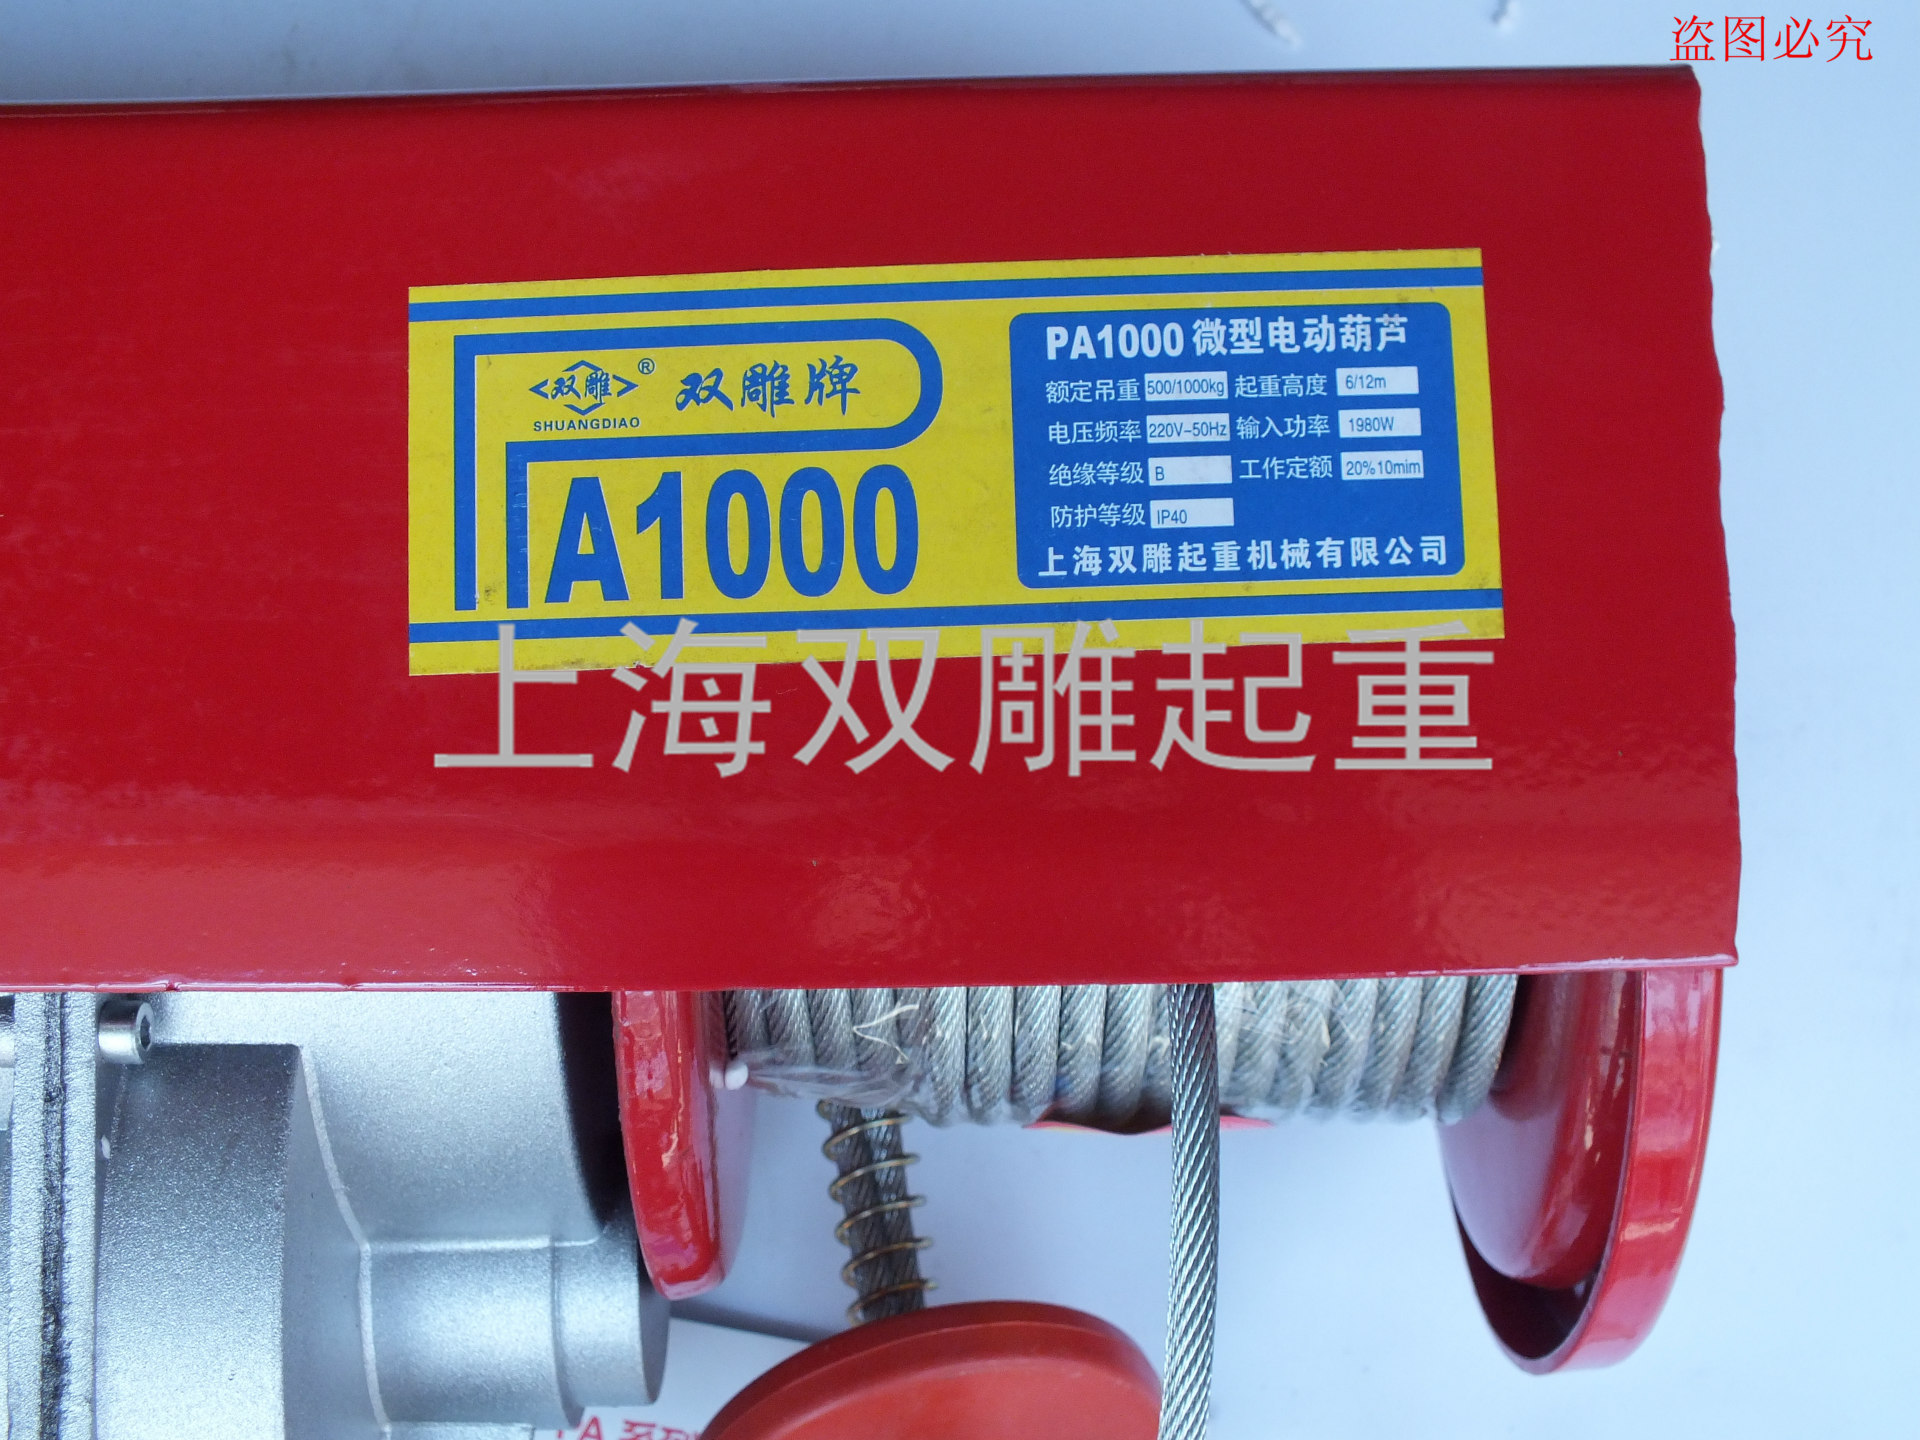 盗图必究
双雕®
SHUANGDIAO
双雕牌
PA1000
PA1000 微型电动葫芦
额定吊重 500/1000kg 起重高度 6/12m
电压频率 220V~50Hz 输入功率 1980W
绝缘等级 B 工作定额 20%10mim
防护等级 IP40
上海双雕起重机械有限公司
上海双雕起重